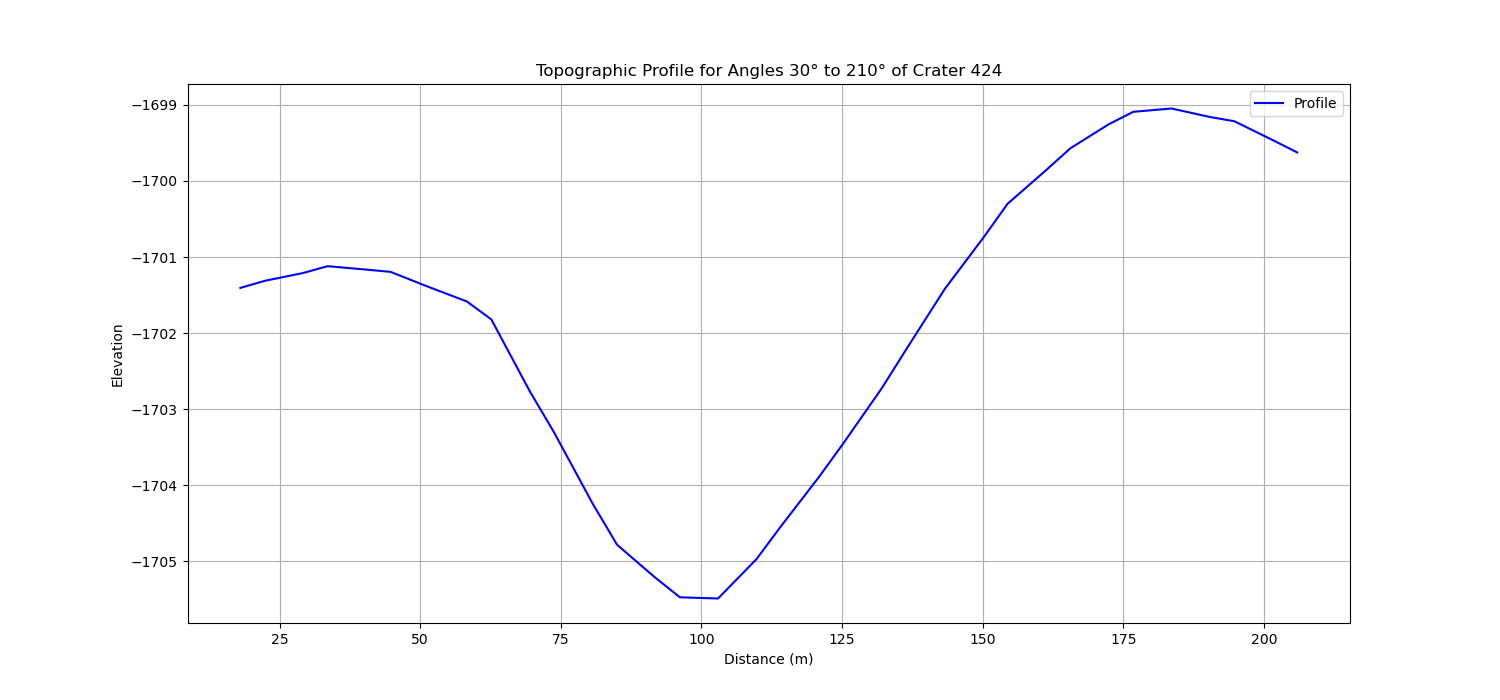 Topographic Profile for Angles 30° to 210° of Crater 424
Profile
−1699
−1700
−1701
−1702
−1703
−1704
−1705
Elevation
25 50 75 100 125 150 175 200
Distance (m)